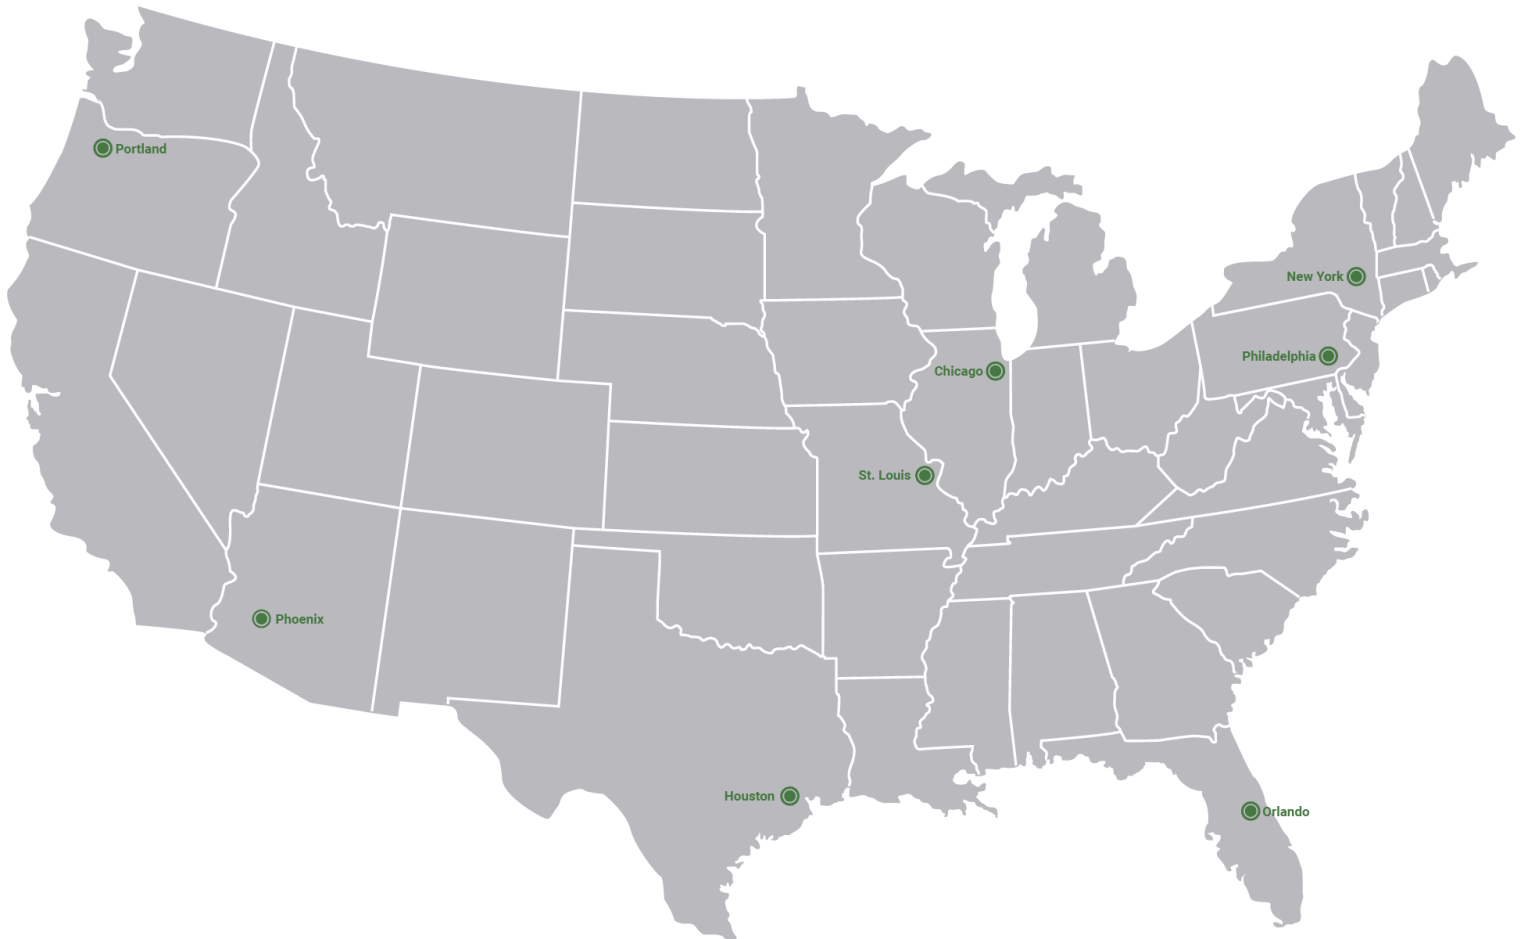 Portland
New York
Philadelphia
Chicago
St. Louis
Phoenix
Houston
Orlando